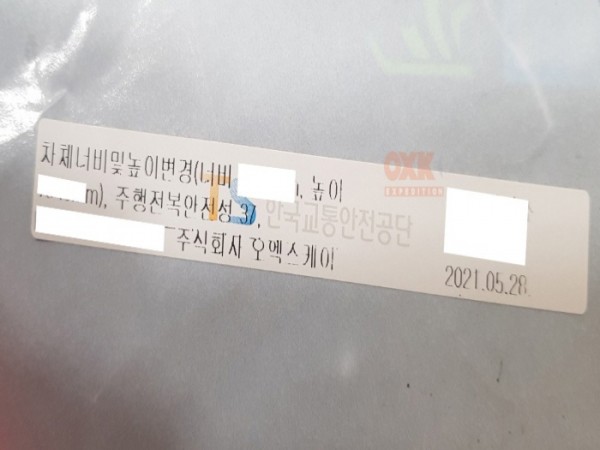 OXK
EXPEDITION
차체너비및높이변경(너비 , 높이
m), 주행전복안전성 37,
TS 한국교통안전공단
주식회사 오엑스케이
2021.05.28